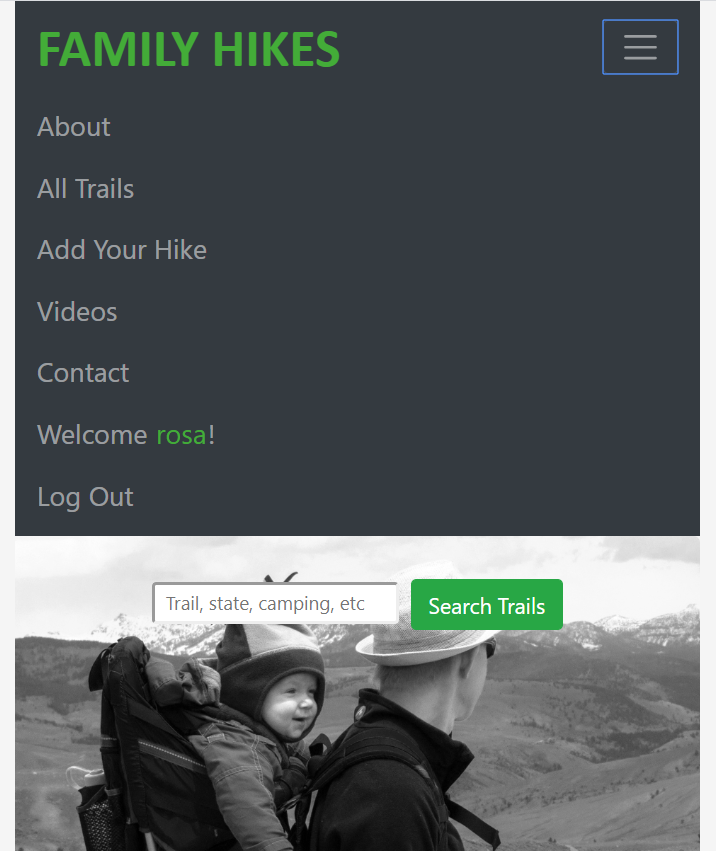 FAMILY HIKES
About
All Trails
Add Your Hike
Videos
Contact
Welcome rosa!
Log Out
Trail, state, camping, etc
Search Trails